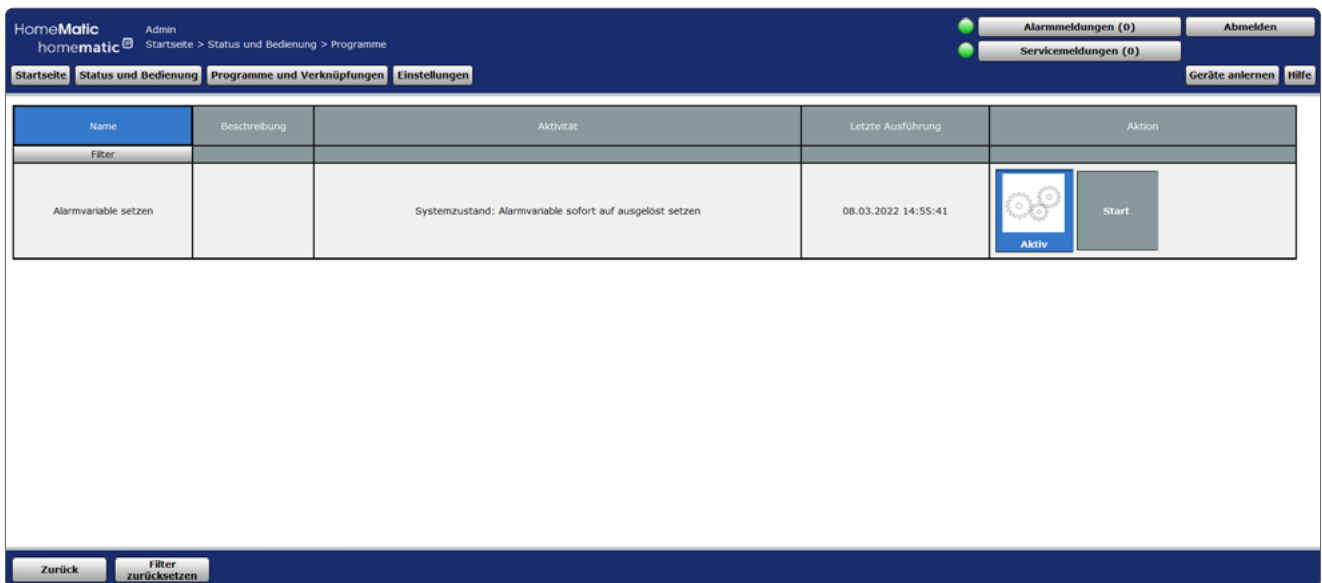 HomeMatic
homematic IP
Admin
Startseite > Status und Bedienung > Programme
Alarmmeldungen (0)
Abmelden
Servicemeldungen (0)
Startseite
Status und Bedienung
Programme und Verknüpfungen
Einstellungen
Geräte anlernen
Hilfe
Name
Beschreibung
Aktivität
Letzte Ausführung
Aktion
Filter
Alarmvariable setzen
Systemzustand: Alarmvariable sofort auf ausgelöst setzen
08.03.2022 14:55:41
Aktiv
Start
Zurück
Filter
zurücksetzen